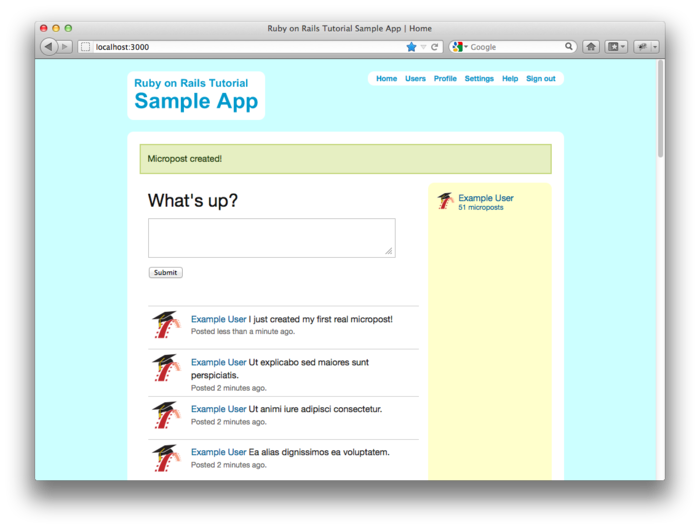 Ruby on Rails Tutorial Sample App | Home
localhost:3000
Google
Ruby on Rails Tutorial
Sample App
Home Users Profile Settings Help Sign out
Micropost created!
What's up?
Submit
Example User
51 microposts
Example User I just created my first real micropost!
Posted less than a minute ago.
Example User Ut explicabo sed maiores sunt
perspiciatis.
Posted 2 minutes ago.
Example User Ut animi iure adipisci consectetur.
Posted 2 minutes ago.
Example User Ea alias dignissimos ea voluptatem.
Posted 2 minutes ago.